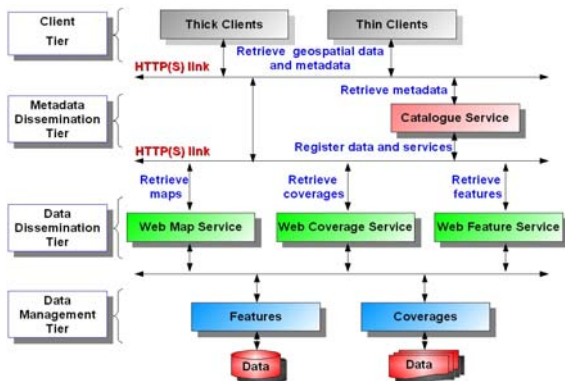 Client
Tier
Thick Clients
Thin Clients
Retrieve geospatial data
and metadata
HTTP(S) link
Metadata
Dissemination
Tier
Retrieve metadata
Catalogue Service
Register data and services
HTTP(S) link
Retrieve
maps
Retrieve
coverages
Retrieve
features
Data
Dissemination
Tier
Web Map Service
Web Coverage Service
Web Feature Service
Data
Management
Tier
Features
Coverages
Data
Data